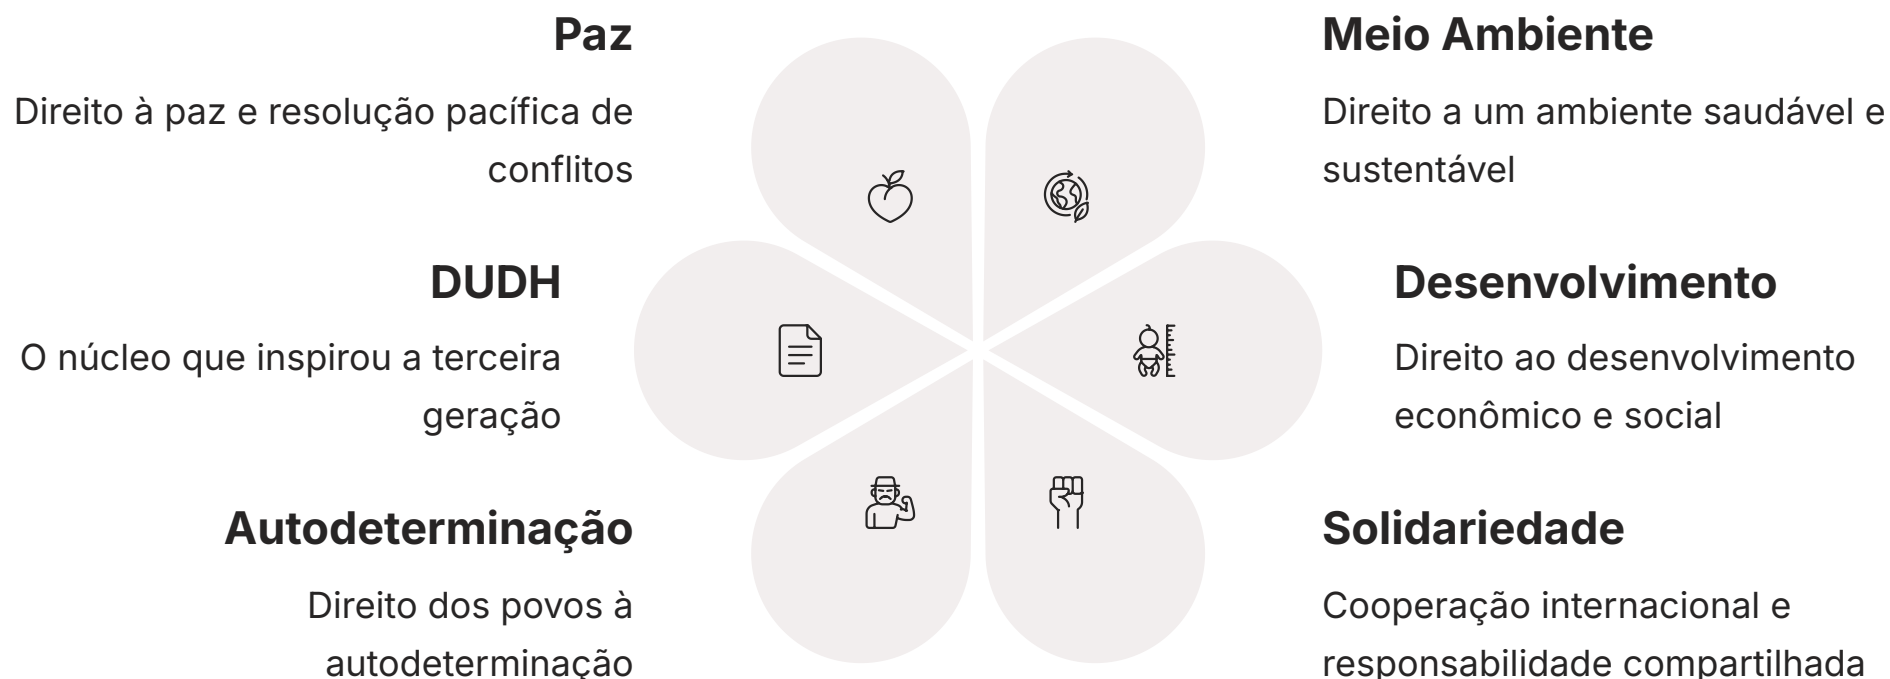 Paz
Direito à paz e resolução pacífica de
conflitos
DUDH
O núcleo que inspirou a terceira
geração
Autodeterminação
Direito dos povos à
autodeterminação
Meio Ambiente
Direito a um ambiente saudável e
sustentável
Desenvolvimento
Direito ao desenvolvimento
econômico e social
Solidariedade
Cooperação internacional e
responsabilidade compartilhada